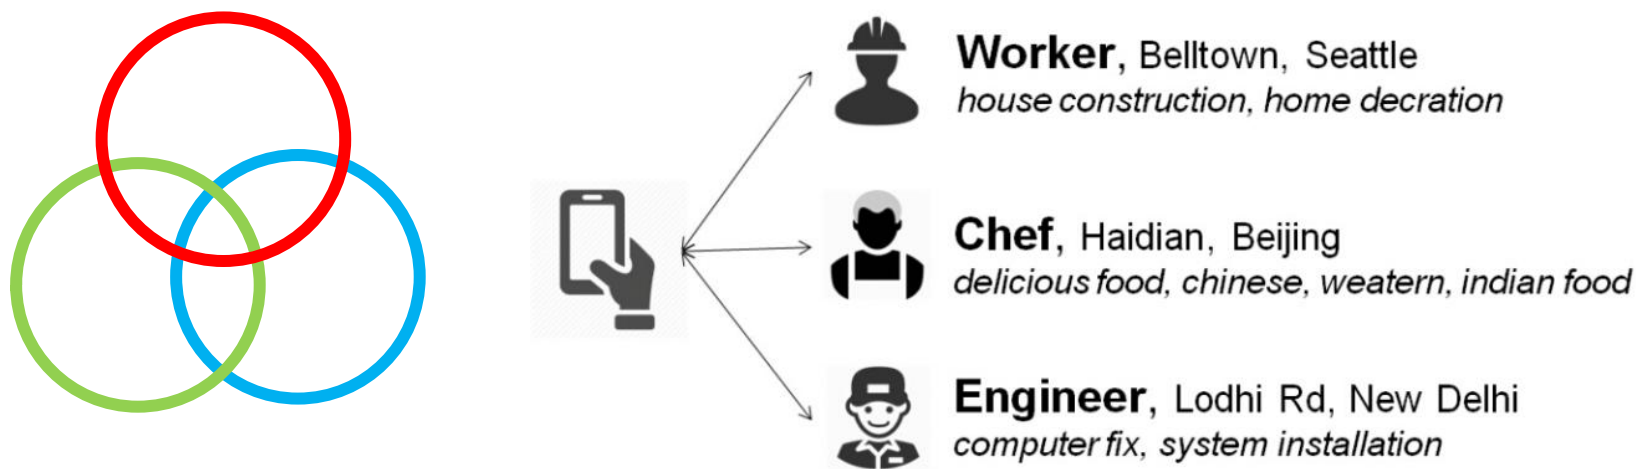 Worker, Belltown, Seattle
house construction, home decration
Chef, Haidian, Beijing
delicious food, chinese, weatern, indian food
Engineer, Lodhi Rd, New Delhi
computer fix, system installation